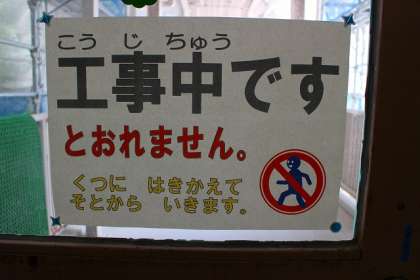 こうじちゅう
工事中です
とおれません。
くつに はきかえて
そとから いきます。